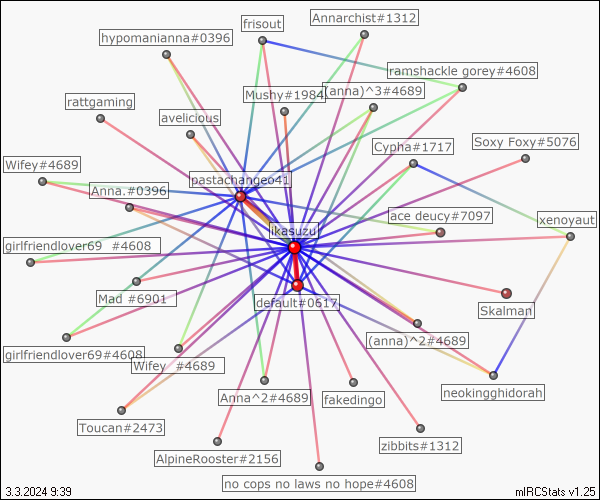 Annarchist#1312
frisout
hypomanianna#0396
ramshackle gorey#4608
(anna)^3#4689
Mushy#1984
rattgaming
avelicious
Soxy Foxy#5076
Cypha#1717
Wifey#4689
pastachangeo41
Anna.#0396
ace deucy#7097
xenoyaut
ikasuzu
girlfriendlover69_#4608
Mad_#6901
default#0617
Skalman
(anna)^2#4689
girlfriendlover69#4608
Wifey_#4689
neokingghidorah
Anna^2#4689
fakedingo
Toucan#2473
zibbits#1312
AlpineRooster#2156
no cops no laws no hope#4608
3.3.2024 9:39
mIRCStats v1.25